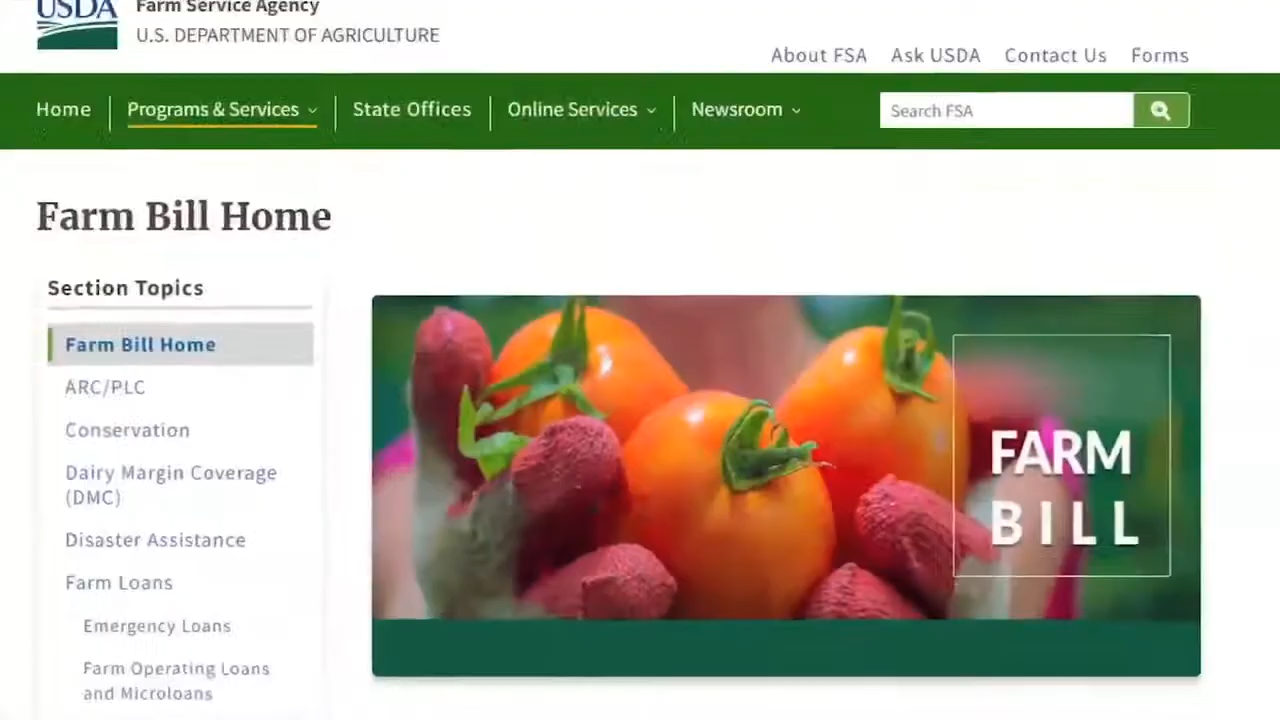 USDA
Farm Service Agency
U.S. DEPARTMENT OF AGRICULTURE
About FSA Ask USDA Contact Us Forms
Home Programs & Services State Offices Online Services Newsroom Search FSA
Farm Bill Home
Section Topics
Farm Bill Home
ARC/PLC
Conservation
Dairy Margin Coverage
(DMC)
Disaster Assistance
Farm Loans
Emergency Loans
Farm Operating Loans
and Microloans
FARM
BILL